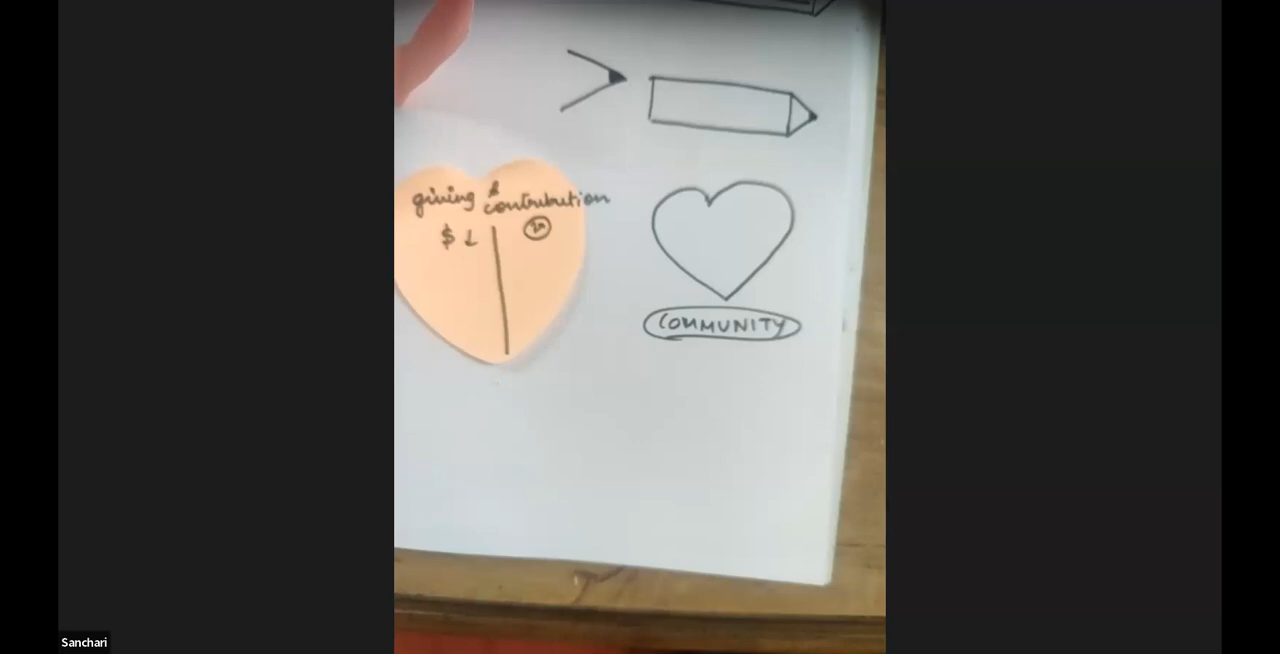 giving &
contribution
$ ↓
COMMUNITY
Sanchari